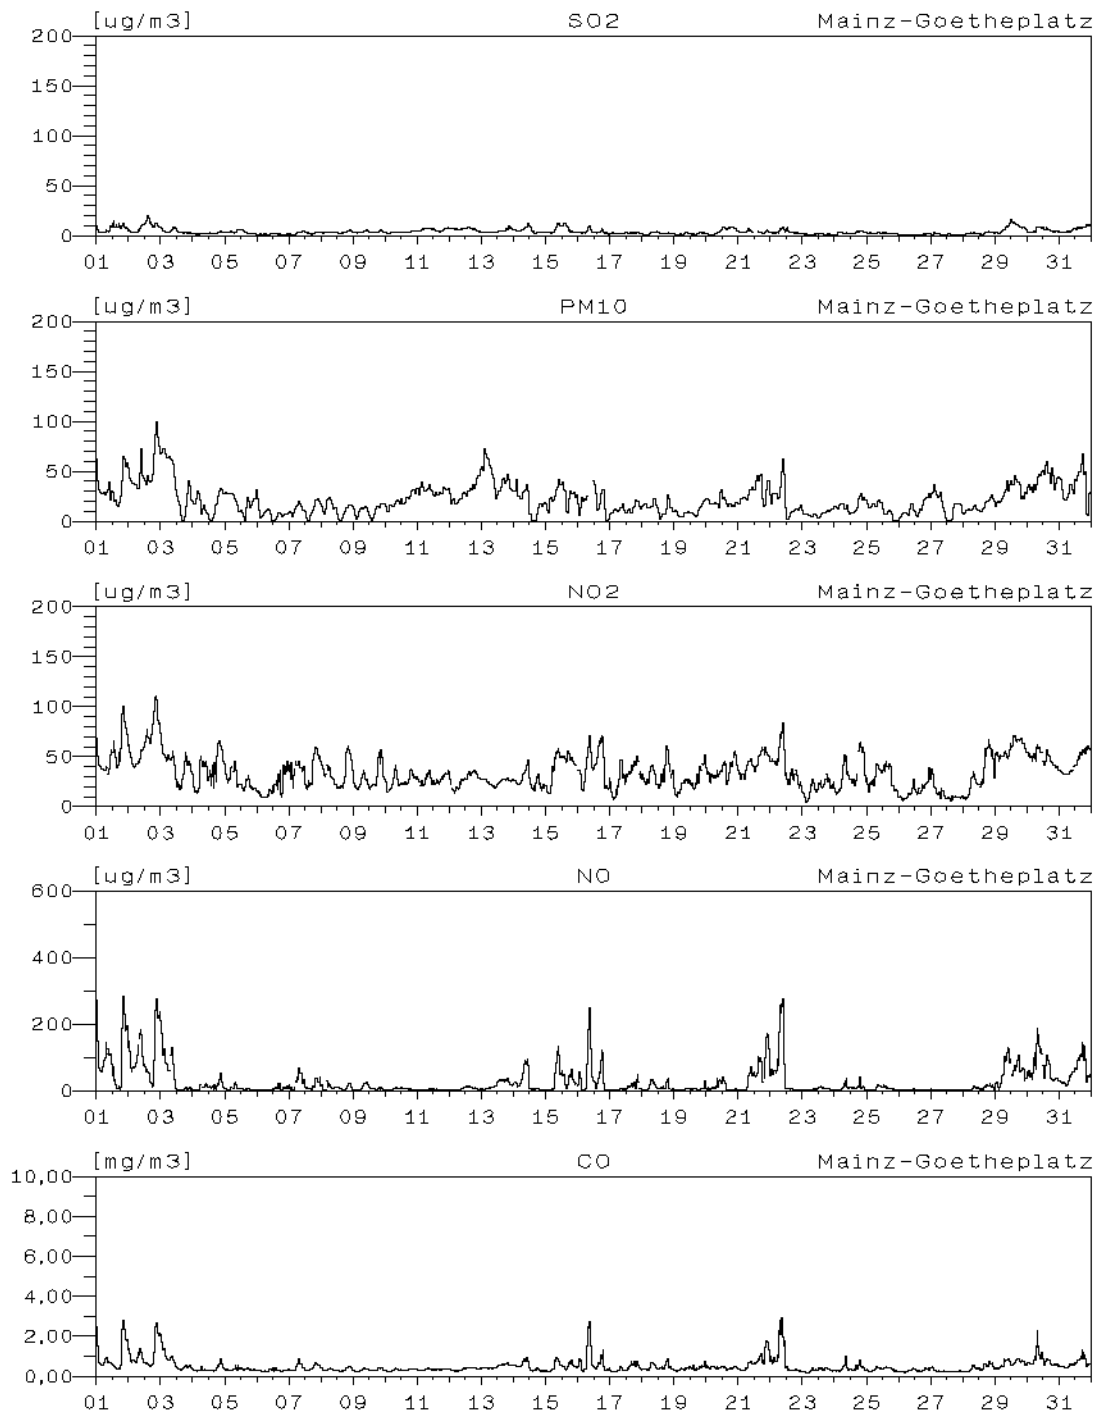 [ug/m3] SO2 Mainz-Goetheplatz
200
150
100
50
0
01 03 05 07 09 11 13 15 17 19 21 23 25 27 29 31
[ug/m3] PM10 Mainz-Goetheplatz
200
150
100
50
0
01 03 05 07 09 11 13 15 17 19 21 23 25 27 29 31
[ug/m3] NO2 Mainz-Goetheplatz
200
150
100
50
0
01 03 05 07 09 11 13 15 17 19 21 23 25 27 29 31
[ug/m3] NO Mainz-Goetheplatz
600
400
200
0
01 03 05 07 09 11 13 15 17 19 21 23 25 27 29 31
[mg/m3] CO Mainz-Goetheplatz
10,00
8,00
6,00
4,00
2,00
0,00
01 03 05 07 09 11 13 15 17 19 21 23 25 27 29 31